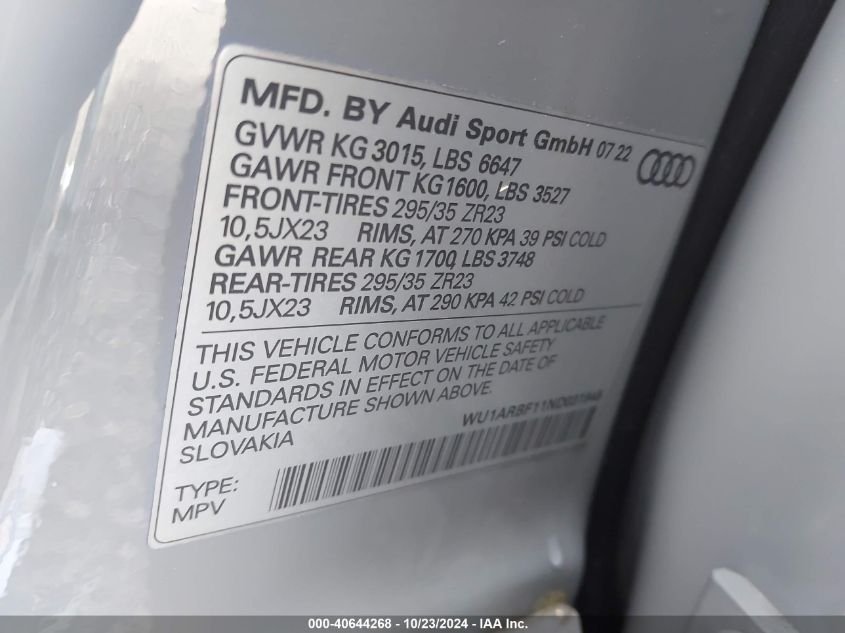 MFD. BY Audi Sport GmbH 07 22
GVWR KG 3015, LBS 6647
GAWR FRONT KG 1600, LBS 3527
FRONT-TIRES 295/35 ZR23
10,5JX23 RIMS, AT 270 KPA 39 PSI COLD
GAWR REAR KG 1700, LBS 3748
REAR-TIRES 295/35 ZR23
10,5JX23 RIMS, AT 290 KPA 42 PSI COLD
THIS VEHICLE CONFORMS TO ALL APPLICABLE
U.S. FEDERAL MOTOR VEHICLE SAFETY
STANDARDS IN EFFECT ON THE DATE OF
MANUFACTURE SHOWN ABOVE.
SLOVAKIA
TYPE:
MPV
000-40644268 - 10/23/2024 - IAA Inc.